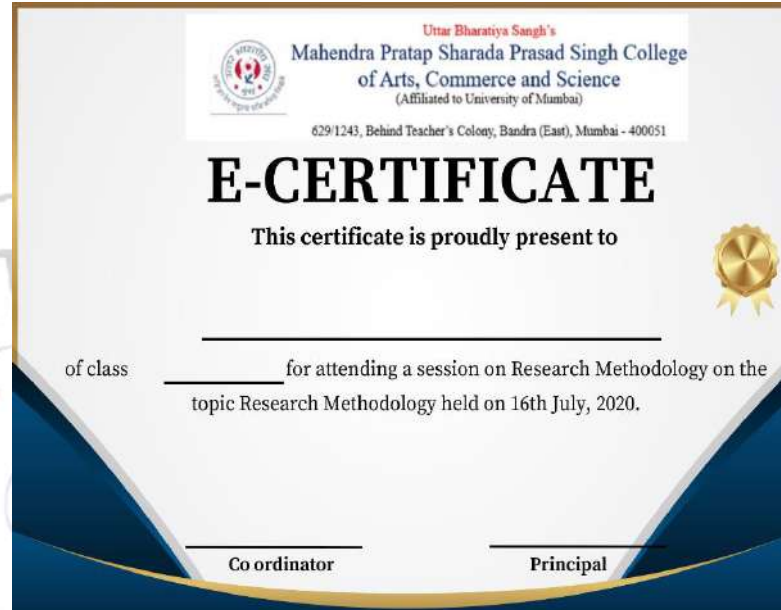 Uttar Bharatiya Sangh's
Mahendra Pratap Sharada Prasad Singh College
of Arts, Commerce and Science
(Affiliated to University of Mumbai)
629/1243, Behind Teacher's Colony, Bandra (East), Mumbai - 400051
E-CERTIFICATE
This certificate is proudly present to
of class for attending a session on Research Methodology on the
topic Research Methodology held on 16th July, 2020.
Co ordinator Principal